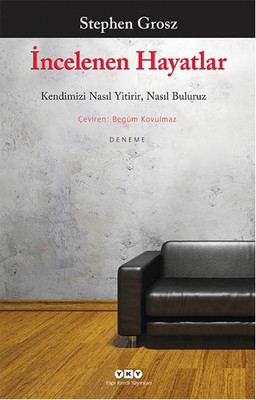 Stephen Grosz
İncelenen Hayatlar
Kendimizi Nasıl Yitirir, Nasıl Buluruz
Çeviren: Begüm Kovulmaz
DENEME
YKY
Yapı Kredi Yayınları